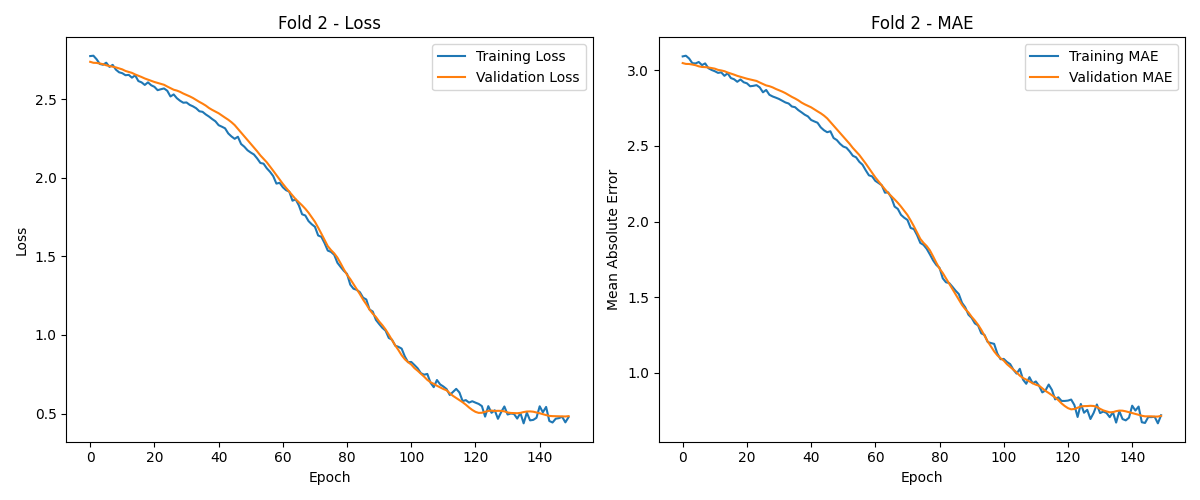 Fold 2 - Loss
Training Loss
Validation Loss
2.5
2.0
1.5
1.0
0.5
Loss
0 20 40 60 80 100 120 140
Epoch
Fold 2 - MAE
Training MAE
Validation MAE
3.0
2.5
2.0
1.5
1.0
Mean Absolute Error
0 20 40 60 80 100 120 140
Epoch